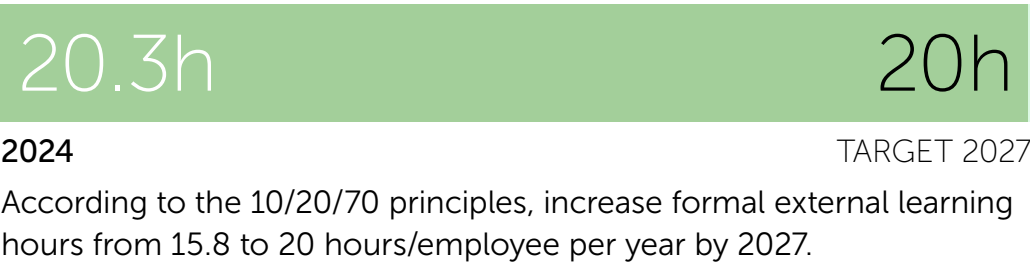 20.3h 20h
2024 TARGET 2027
According to the 10/20/70 principles, increase formal external learning
hours from 15.8 to 20 hours/employee per year by 2027.